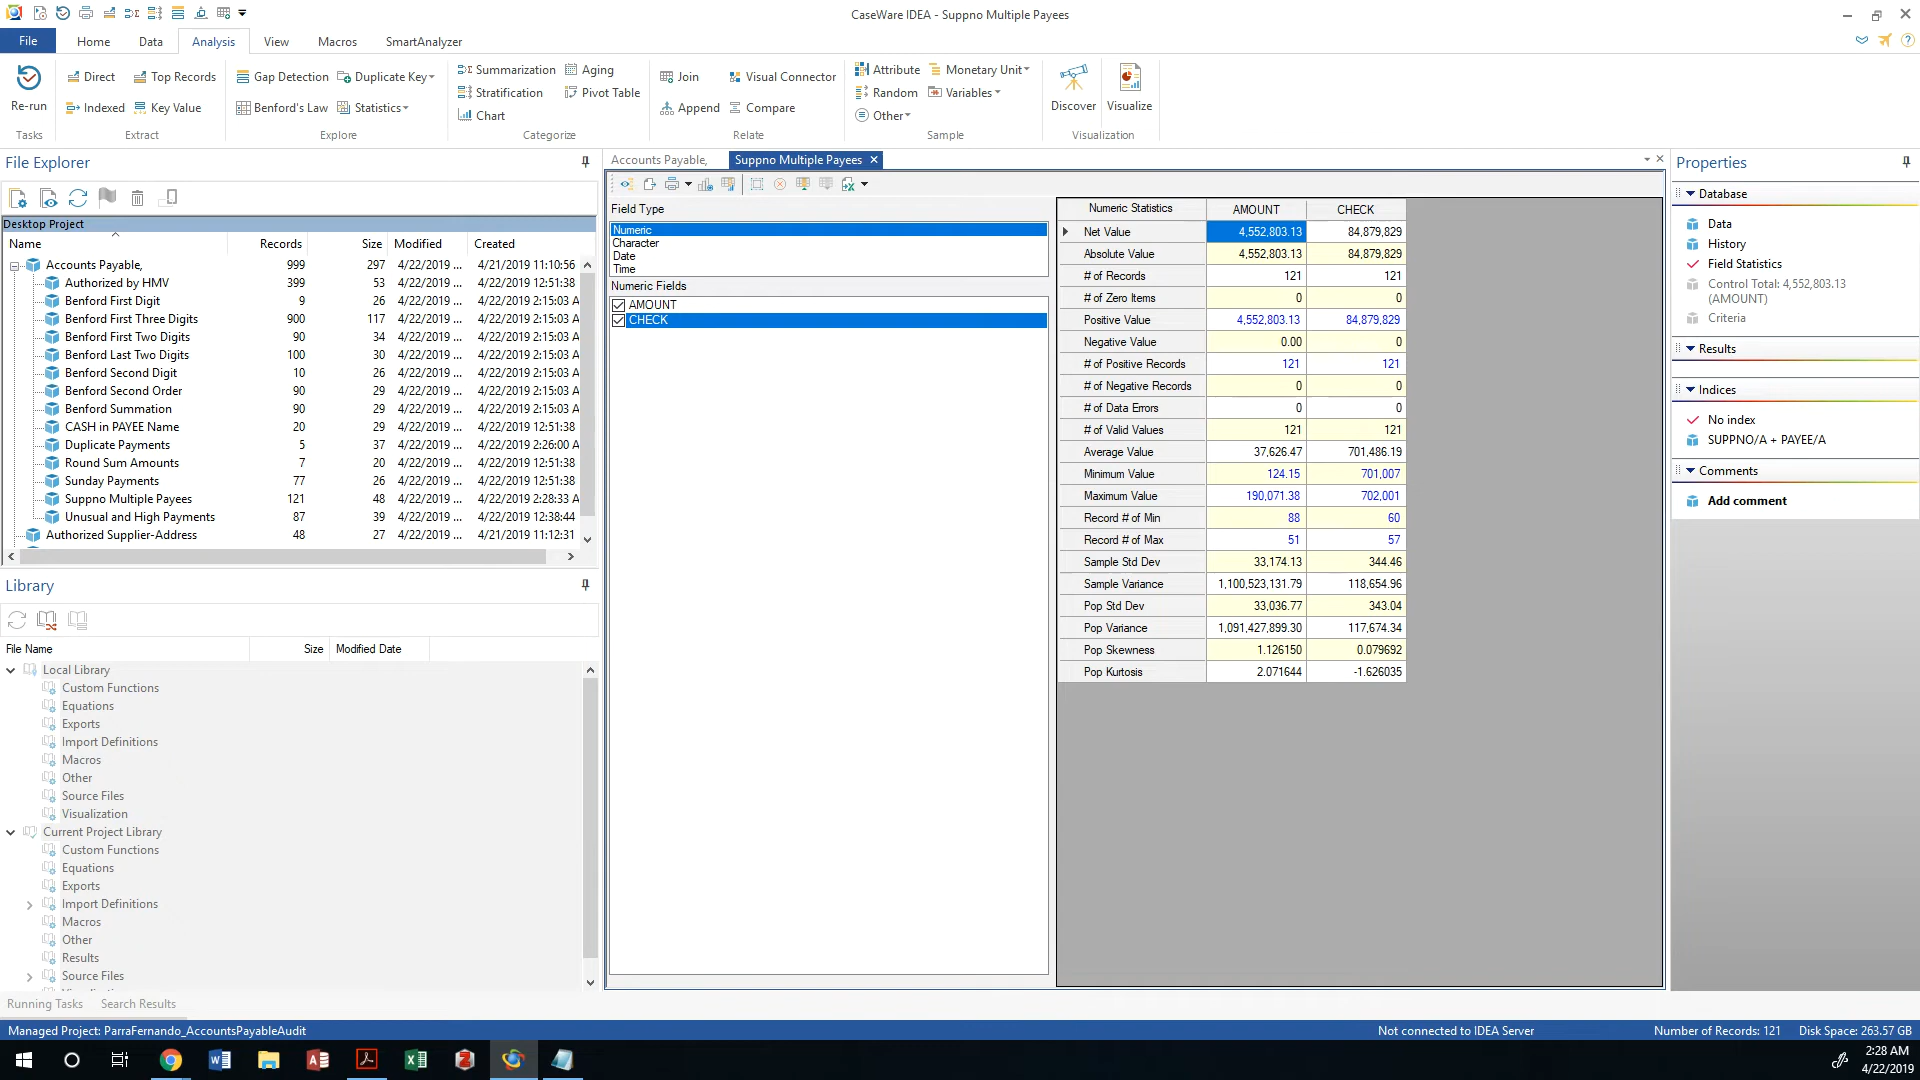 CaseWare IDEA - Suppno Multiple Payees
File Home Data Analysis View Macros SmartAnalyzer
Re-run
Tasks
Direct Top Records
Indexed Key Value
Extract
Gap Detection Duplicate Key
Benford's Law Statistics
Explore
Summarization Aging
Stratification Pivot Table
Chart
Categorize
Join Visual Connector
Append Compare
Relate
Attribute Monetary Unit
Random Variables
Other
Sample
Discover Visualize
Visualization
File Explorer
Desktop Project
Name Records Size Modified Created
Accounts Payable, 999 297 4/22/2019 ... 4/21/2019 11:10:56
Authorized by HMV 399 53 4/22/2019 ... 4/22/2019 12:51:38
Benford First Digit 9 26 4/22/2019 ... 4/22/2019 2:15:03 A
Benford First Three Digits 900 117 4/22/2019 ... 4/22/2019 2:15:03 A
Benford First Two Digits 90 34 4/22/2019 ... 4/22/2019 2:15:03 A
Benford Last Two Digits 100 30 4/22/2019 ... 4/22/2019 2:15:03 A
Benford Second Digit 10 26 4/22/2019 ... 4/22/2019 2:15:03 A
Benford Second Order 90 29 4/22/2019 ... 4/22/2019 2:15:03 A
Benford Summation 90 29 4/22/2019 ... 4/22/2019 2:15:03 A
CASH in PAYEE Name 20 29 4/22/2019 ... 4/22/2019 12:51:38
Duplicate Payments 5 37 4/22/2019 ... 4/22/2019 2:26:00 A
Round Sum Amounts 7 20 4/22/2019 ... 4/22/2019 12:51:38
Sunday Payments 77 26 4/22/2019 ... 4/22/2019 12:51:38
Suppno Multiple Payees 121 48 4/22/2019 ... 4/22/2019 2:28:33 A
Unusual and High Payments 87 39 4/22/2019 ... 4/22/2019 12:38:44
Authorized Supplier-Address 48 27 4/22/2019 ... 4/21/2019 11:12:31
Library
File Name Size Modified Date
Local Library
Custom Functions
Equations
Exports
Import Definitions
Macros
Other
Source Files
Visualization
Current Project Library
Custom Functions
Equations
Exports
Import Definitions
Macros
Other
Results
Source Files
Running Tasks Search Results
Accounts Payable, Suppno Multiple Payees
Field Type
Numeric
Character
Date
Time
Numeric Fields
AMOUNT
CHECK
Numeric Statistics AMOUNT CHECK
Net Value 4,552,803.13 84,879,829
Absolute Value 4,552,803.13 84,879,829
# of Records 121 121
# of Zero Items 0 0
Positive Value 4,552,803.13 84,879,829
Negative Value 0.00 0
# of Positive Records 121 121
# of Negative Records 0 0
# of Data Errors 0 0
# of Valid Values 121 121
Average Value 37,626.47 701,486.19
Minimum Value 124.15 701,007
Maximum Value 190,071.38 702,001
Record # of Min 88 60
Record # of Max 51 57
Sample Std Dev 33,174.13 344.46
Sample Variance 1,100,523,131.79 118,654.96
Pop Std Dev 33,036.77 343.04
Pop Variance 1,091,427,899.30 117,674.34
Pop Skewness 1.126150 0.079692
Pop Kurtosis 2.071644 -1.626035
Properties
Database
Data
History
Field Statistics
Control Total: 4,552,803.13
(AMOUNT)
Criteria
Results
Indices
No index
SUPPNO/A + PAYEE/A
Comments
Add comment
Managed Project: ParraFernando_AccountsPayableAudit Not connected to IDEA Server Number of Records: 121 Disk Space: 263.57 GB
2:28 AM
4/22/2019